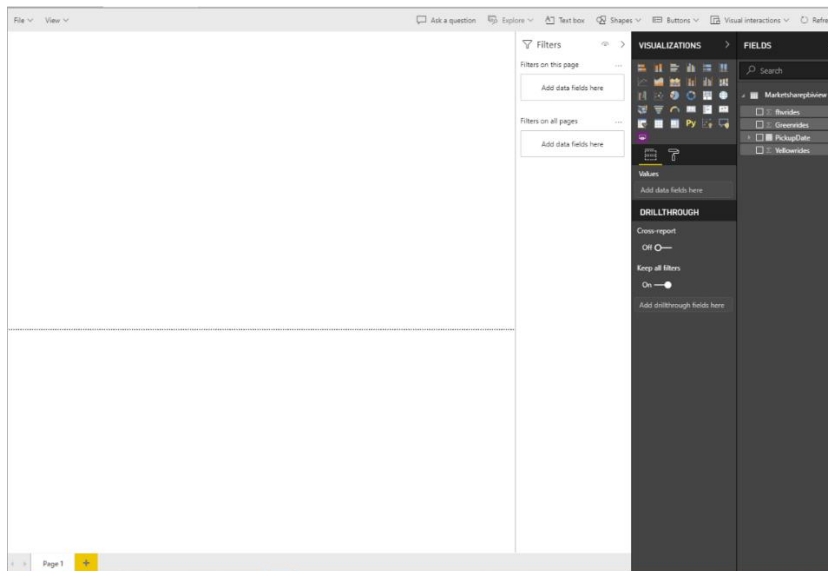 File View Ask a question Explore Text box Shapes Buttons Visual interactions Refre
Filters
Filters on this page ...
Add data fields here
Filters on all pages ...
Add data fields here
VISUALIZATIONS
Py
Values
Add data fields here
DRILLTHROUGH
Cross-report
Off
Keep all filters
On
Add drillthrough fields here
FIELDS
Search
Marketsharepbiview
fhvrides
Greenrides
PickupDate
Yellowrides
Page 1 +